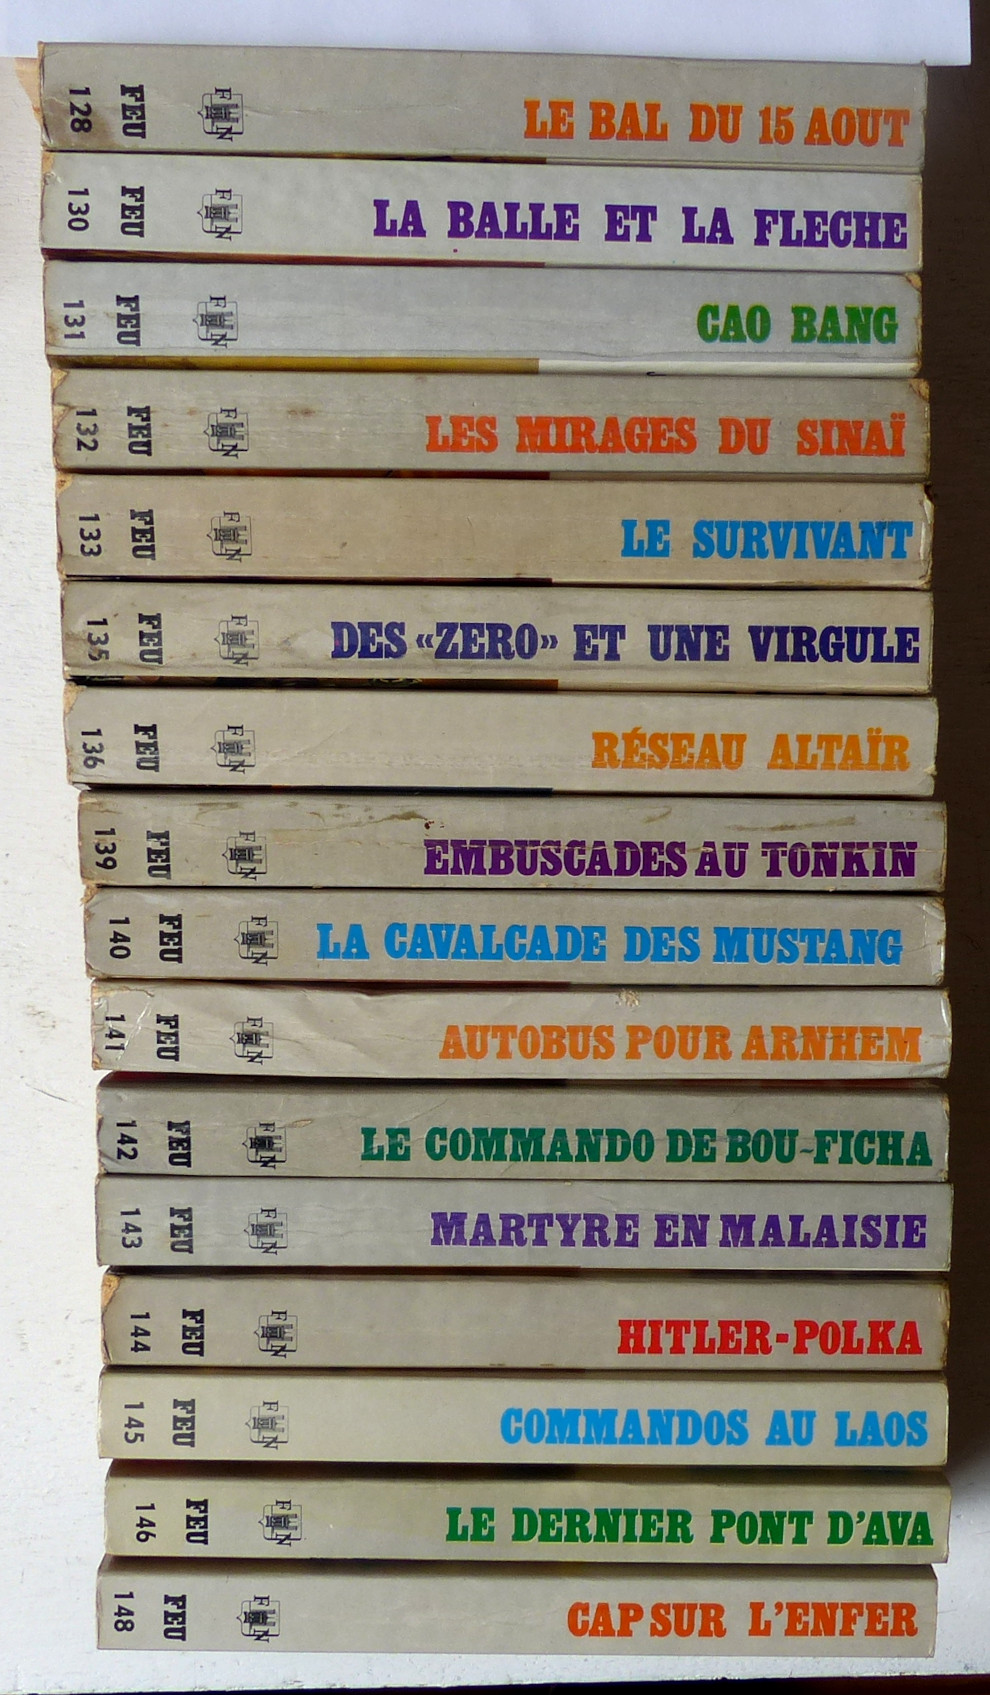 128 FEU F N LE BAL DU 15 AOUT
130 FEU F N LA BALLE ET LA FLECHE
131 FEU F N CAO BANG
132 FEU F N LES MIRAGES DU SINAÏ
133 FEU F N LE SURVIVANT
135 FEU F N DES «ZERO» ET UNE VIRGULE
136 FEU F N RÉSEAU ALTAÏR
139 FEU F N EMBUSCADES AU TONKIN
140 FEU F N LA CAVALCADE DES MUSTANG
141 FEU F N AUTOBUS POUR ARNHEM
142 FEU F N LE COMMANDO DE BOU-FICHA
143 FEU F N MARTYRE EN MALAISIE
144 FEU F N HITLER-POLKA
145 FEU F N COMMANDOS AU LAOS
146 FEU F N LE DERNIER PONT D'AVA
148 FEU F N CAP SUR L'ENFER